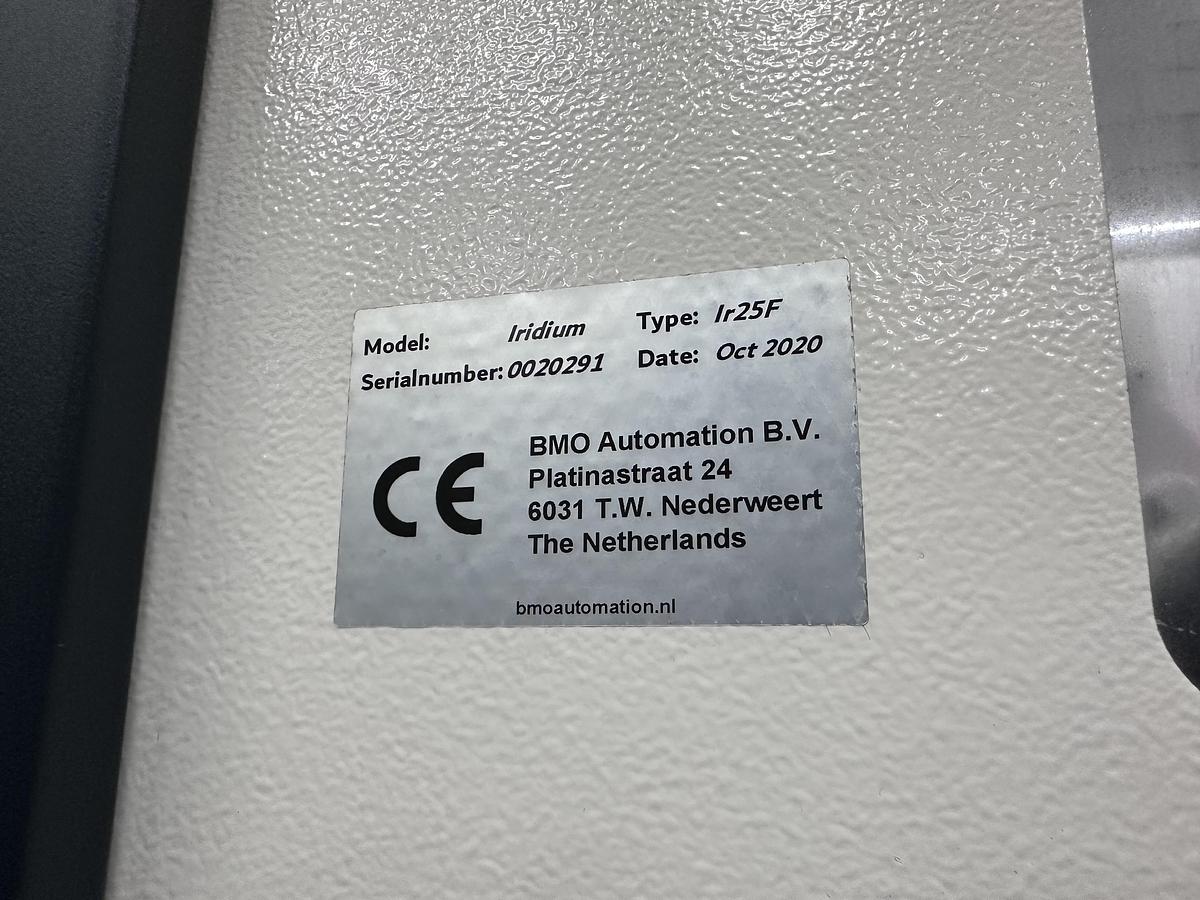 Model: Iridium Type: Ir25F
Serialnumber: 0020291 Date: Oct 2020
CE
BMO Automation B.V.
Platinastraat 24
6031 T.W. Nederweert
The Netherlands
bmoautomation.nl